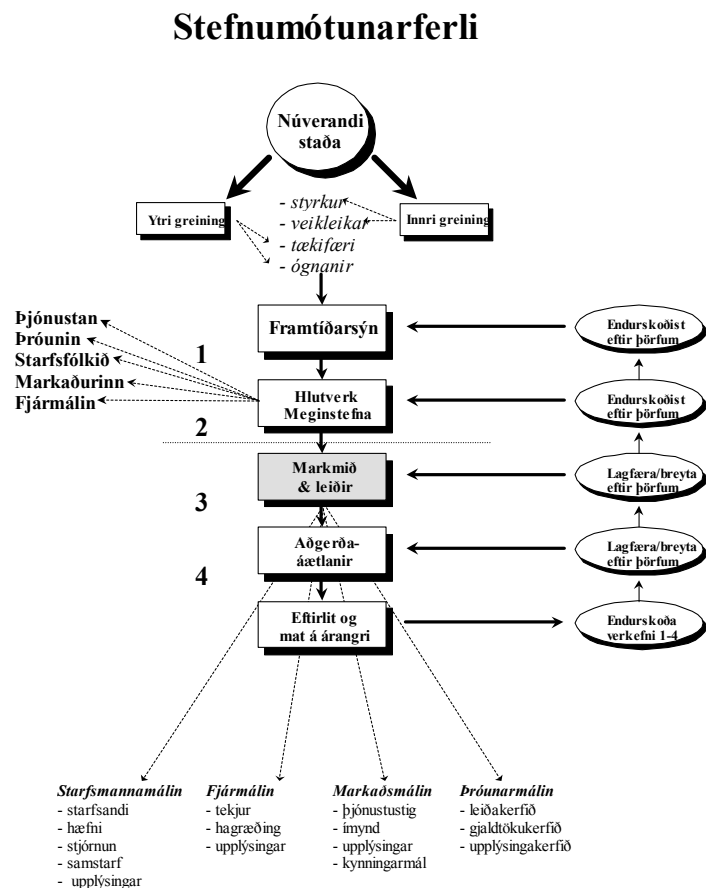 Stefnumótunarferli
Núverandi
staða
Ytri greining
- styrkur
- veikleikar
- tækifæri
- ógnanir
Innri greining
Framtíðarsýn
Endurskoðist
eftir þörfum
Þjónustan
Þróunin
Starfsfólkið
Markaðurinn
Fjármálin
1
Hlutverk
Meginstefna
Endurskoðist
eftir þörfum
2
Markmið
& leiðir
Lagfæra/breyta
eftir þörfum
3
Aðgerða-
áætlanir
Lagfæra/breyta
eftir þörfum
4
Eftirlit og
mat á árangri
Endurskoða
verkefni 1-4
Starfsmannamálin
- starfsandi
- hæfni
- stjórnun
- samstarf
- upplýsingar
Fjármálin
- tekjur
- hagræðing
- upplýsingar
Markaðsmálin
- þjónustustig
- ímynd
- upplýsingar
- kynningarmál
Þróunarmálin
- leiðakerfið
- gjaldtökukerfið
- upplýsingakerfið